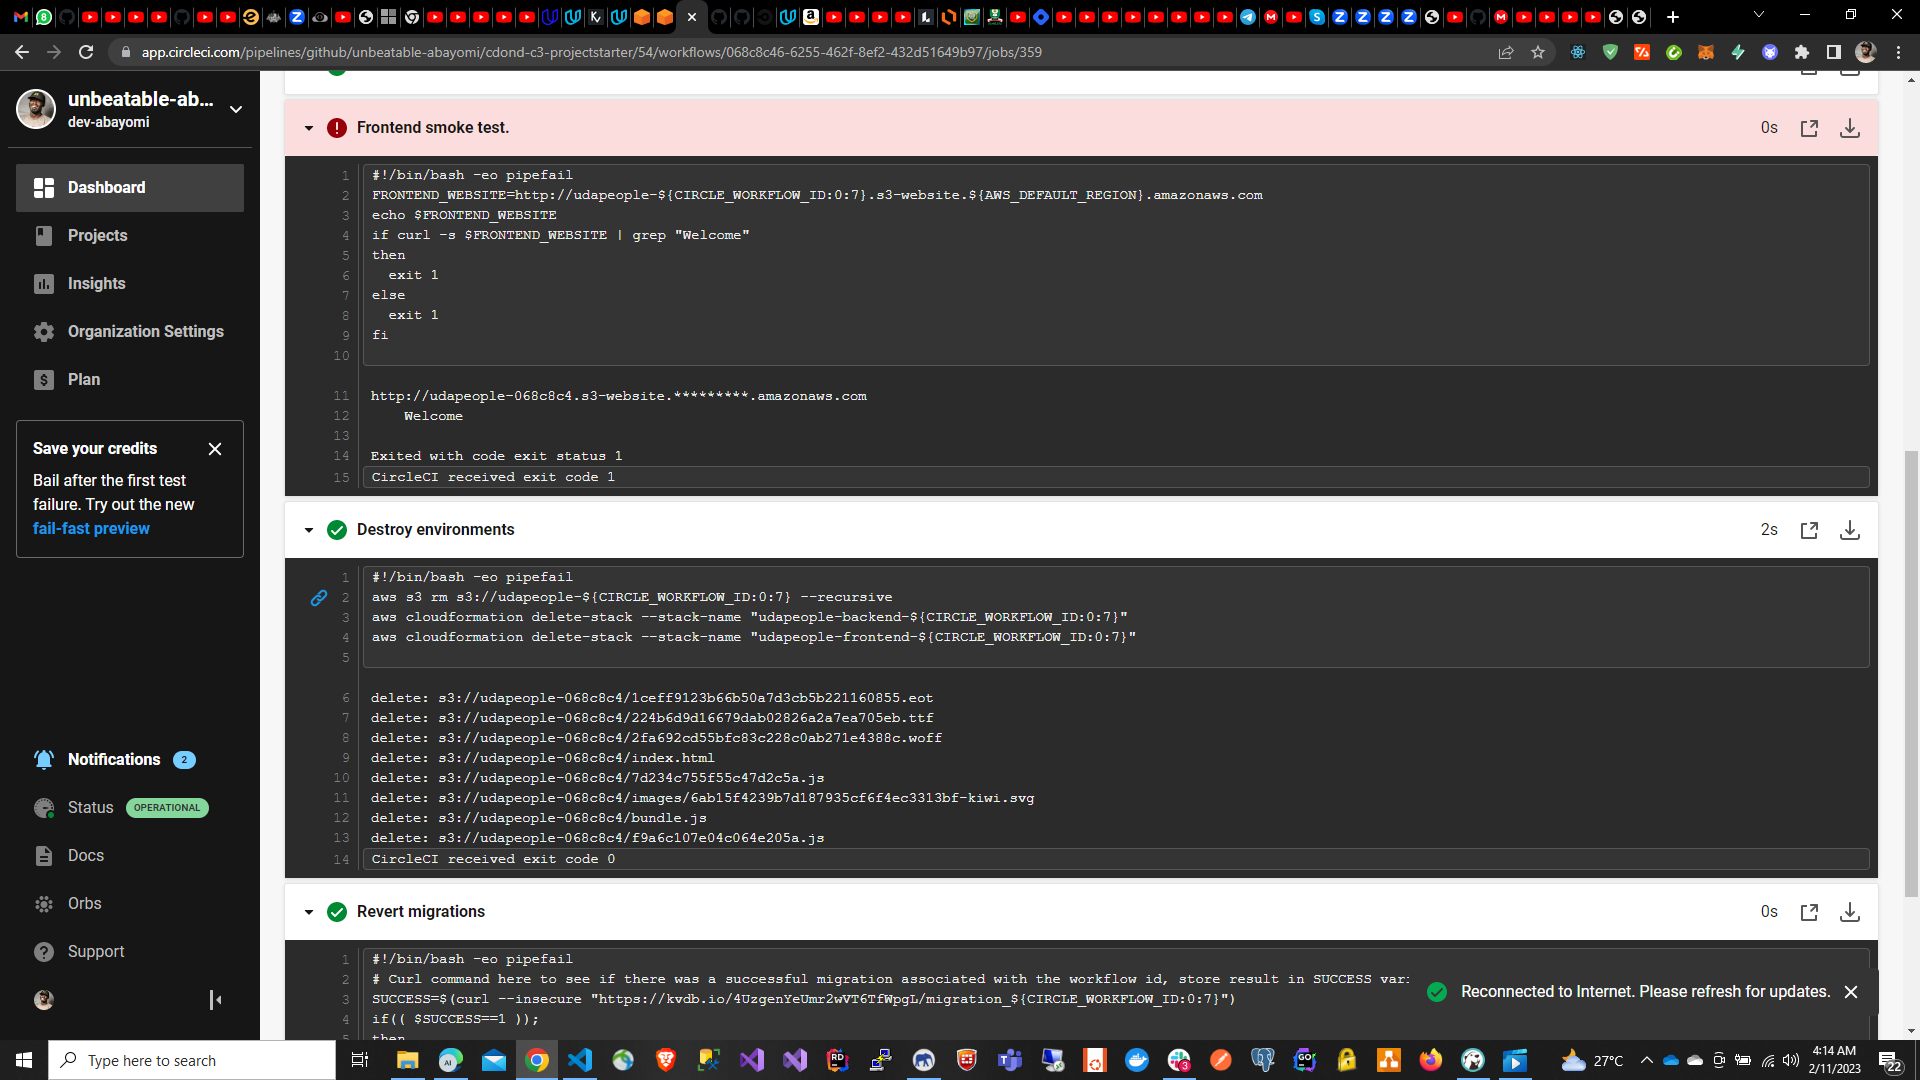 app.circleci.com/pipelines/github/unbeatable-abayomi/cdond-c3-projectstarter/54/workflows/068c8c46-6255-462f-8ef2-432d51649b97/jobs/359
unbeatable-ab...
dev-abayomi
Dashboard
Projects
Insights
Organization Settings
Plan
Save your credits
Bail after the first test
failure. Try out the new
fail-fast preview
Notifications 2
Status OPERATIONAL
Docs
Orbs
Support
Frontend smoke test. 0s
1 #!/bin/bash -eo pipefail
2 FRONTEND_WEBSITE=http://udapeople-${CIRCLE_WORKFLOW_ID:0:7}.s3-website.${AWS_DEFAULT_REGION}.amazonaws.com
3 echo $FRONTEND_WEBSITE
4 if curl -s $FRONTEND_WEBSITE | grep "Welcome"
5 then
6 exit 1
7 else
8 exit 1
9 fi
10
11 http://udapeople-068c8c4.s3-website.*********.amazonaws.com
12 Welcome
13
14 Exited with code exit status 1
15 CircleCI received exit code 1
Destroy environments 2s
1 #!/bin/bash -eo pipefail
2 aws s3 rm s3://udapeople-${CIRCLE_WORKFLOW_ID:0:7} --recursive
3 aws cloudformation delete-stack --stack-name "udapeople-backend-${CIRCLE_WORKFLOW_ID:0:7}"
4 aws cloudformation delete-stack --stack-name "udapeople-frontend-${CIRCLE_WORKFLOW_ID:0:7}"
5
6 delete: s3://udapeople-068c8c4/1ceff9123b66b50a7d3cb5b221160855.eot
7 delete: s3://udapeople-068c8c4/224b6d9d16679dab02826a2a7ea705eb.ttf
8 delete: s3://udapeople-068c8c4/2fa692cd55bfc83c228c0ab271e4388c.woff
9 delete: s3://udapeople-068c8c4/index.html
10 delete: s3://udapeople-068c8c4/7d234c755f55c47d2c5a.js
11 delete: s3://udapeople-068c8c4/images/6ab15f4239b7d187935cf6f4ec3313bf-kiwi.svg
12 delete: s3://udapeople-068c8c4/bundle.js
13 delete: s3://udapeople-068c8c4/f9a6c107e04c064e205a.js
14 CircleCI received exit code 0
Revert migrations 0s
1 #!/bin/bash -eo pipefail
2 # Curl command here to see if there was a successful migration associated with the workflow id, store result in SUCCESS vari
3 SUCCESS=$(curl --insecure "https://kvdb.io/4UzgenYeUmr2wVT6TfWpgL/migration_${CIRCLE_WORKFLOW_ID:0:7}")
4 if(( $SUCCESS==1 ));
Reconnected to Internet. Please refresh for updates.
Type here to search
27°C
4:14 AM
2/11/2023
22